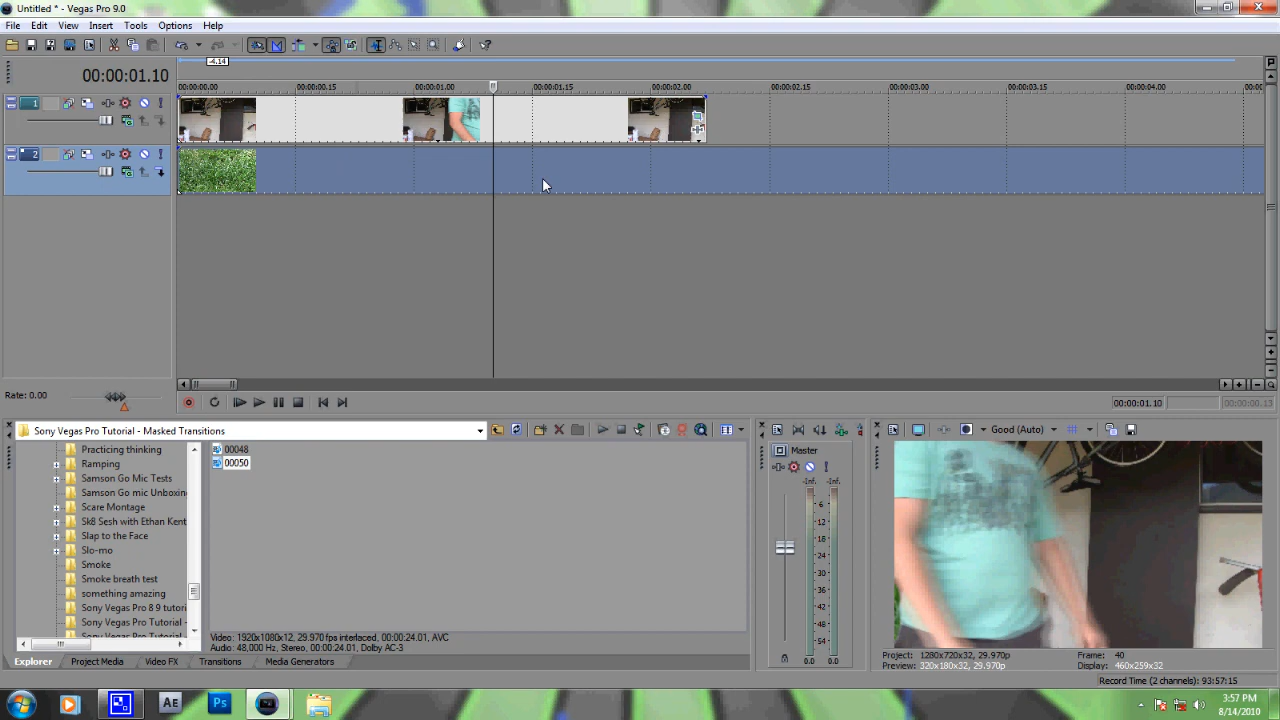 Untitled * - Vegas Pro 9.0
File Edit View Insert Tools Options Help
-4.14
00:00:01.10
00:00:00.00 00:00:00.15 00:00:01.00 00:00:01.15 00:00:02.00 00:00:02.15 00:00:03.00 00:00:03.15 00:00:04.00 00:00
1
2
Rate: 0.00
00:00:01.10 00:00:00.13
Sony Vegas Pro Tutorial - Masked Transitions
Practicing thinking
Ramping
Samson Go Mic Tests
Samson Go mic Unboxin
Scare Montage
Sk8 Sesh with Ethan Kent
Slap to the Face
Slo-mo
Smoke
Smoke breath test
something amazing
Sony Vegas Pro 8 9 tutori
Sony Vegas Pro Tutorial -
Sony Vegas Pro Tutorial
00048
00050
Video: 1920x1080x12, 29.970 fps interlaced, 00:00:24.01, AVC
Audio: 48,000 Hz, Stereo, 00:00:24.01, Dolby AC-3
Explorer Project Media Video FX Transitions Media Generators
Master
-Inf. -Inf.
6
12
18
24
30
36
42
48
54
0.0 0.0
Good (Auto)
Project: 1280x720x32, 29.970p Frame: 40
Preview: 320x180x32, 29.970p Display: 460x259x32
Record Time (2 channels): 93:57:15
Ae Ps
3:57 PM
8/14/2010